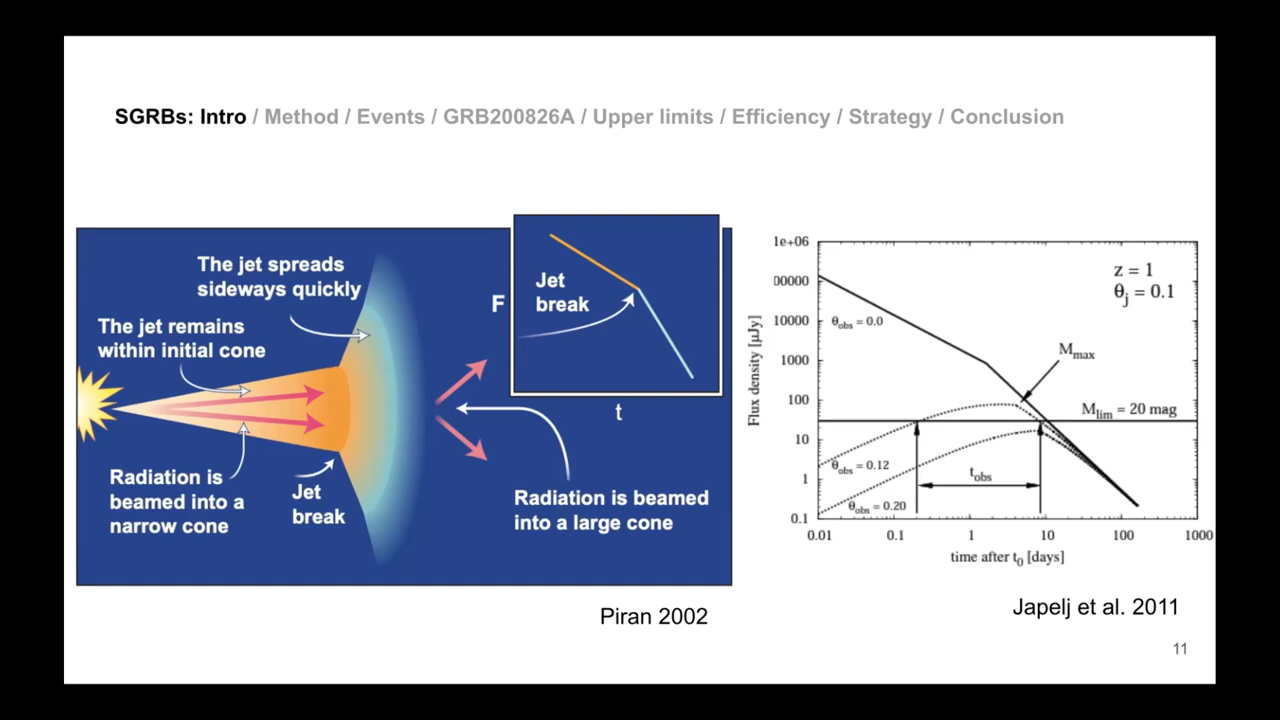 SGRBs: Intro / Method / Events / GRB200826A / Upper limits / Efficiency / Strategy / Conclusion
The jet spreads
sideways quickly
The jet remains
within initial cone
Radiation is
beamed into a
narrow cone
Jet
break
F
Jet
break
t
Radiation is beamed
into a large cone
Piran 2002
Flux density [μJy]
1e+06
00000
10000
1000
100
10
1
0.1
z = 1
θj = 0.1
θobs = 0.0
Mmax
Mlim = 20 mag
θobs = 0.12
tobs
θobs = 0.20
0.01 0.1 1 10 100 1000
time after t0 [days]
Japelj et al. 2011
11